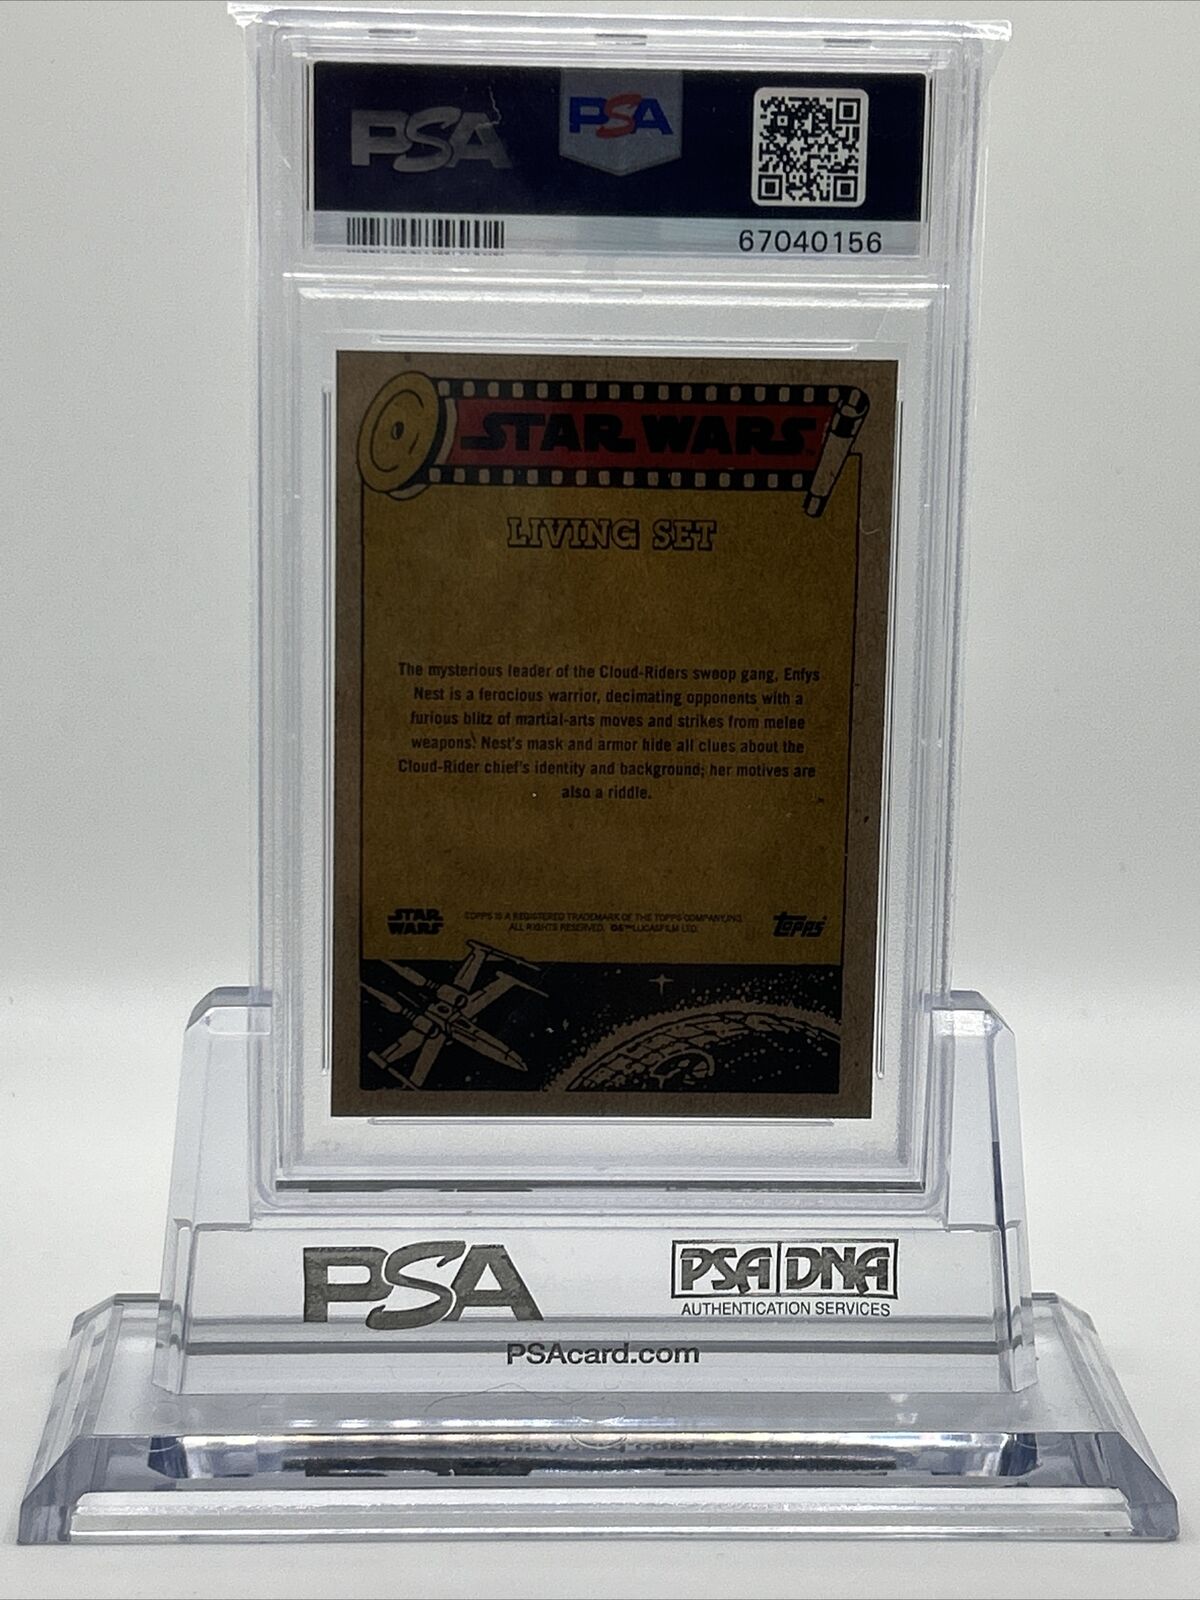 PSA
PSA
67040156
STAR WARS
LIVING SET
The mysterious leader of the Cloud-Riders swoop gang, Enfys
Nest is a ferocious warrior, decimating opponents with a
furious blitz of martial-arts moves and strikes from melee
weapons. Nest's mask and armor hide all clues about the
Cloud-Rider chief's identity and background; her motives are
also a riddle.
STAR
WARS
TOPPS IS A REGISTERED TRADEMARK OF THE TOPPS COMPANY, INC.
ALL RIGHTS RESERVED. ©&™LUCASFILM LTD.
topps
PSA
PSA|DNA
AUTHENTICATION SERVICES
PSAcard.com